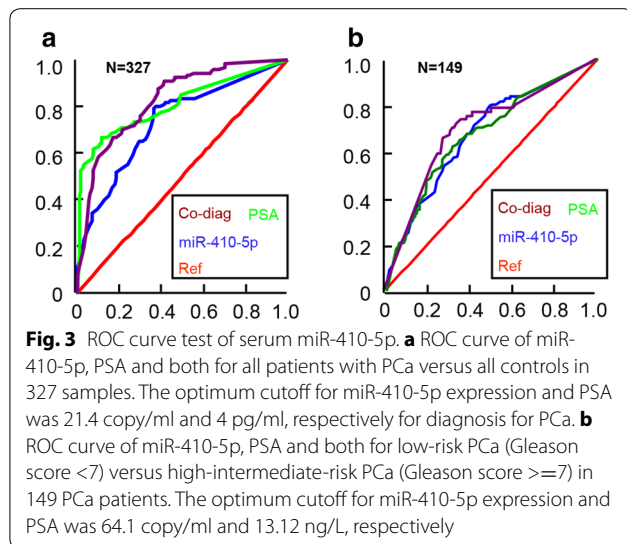 a
b
N=327
N=149
1.0
0.8
0.6
0.4
0.2
0
1.0
0.8
0.6
0.4
0.2
0
Co-diag PSA
miR-410-5p
Ref
Co-diag PSA
miR-410-5p
Ref
0 0.2 0.4 0.6 0.8 1.0
0 0.2 0.4 0.6 0.8 1.0
Fig. 3 ROC curve test of serum miR-410-5p. a ROC curve of miR-
410-5p, PSA and both for all patients with PCa versus all controls in
327 samples. The optimum cutoff for miR-410-5p expression and PSA
was 21.4 copy/ml and 4 pg/ml, respectively for diagnosis for PCa. b
ROC curve of miR-410-5p, PSA and both for low-risk PCa (Gleason
score <7) versus high-intermediate-risk PCa (Gleason score >=7) in
149 PCa patients. The optimum cutoff for miR-410-5p expression and
PSA was 64.1 copy/ml and 13.12 ng/L, respectively